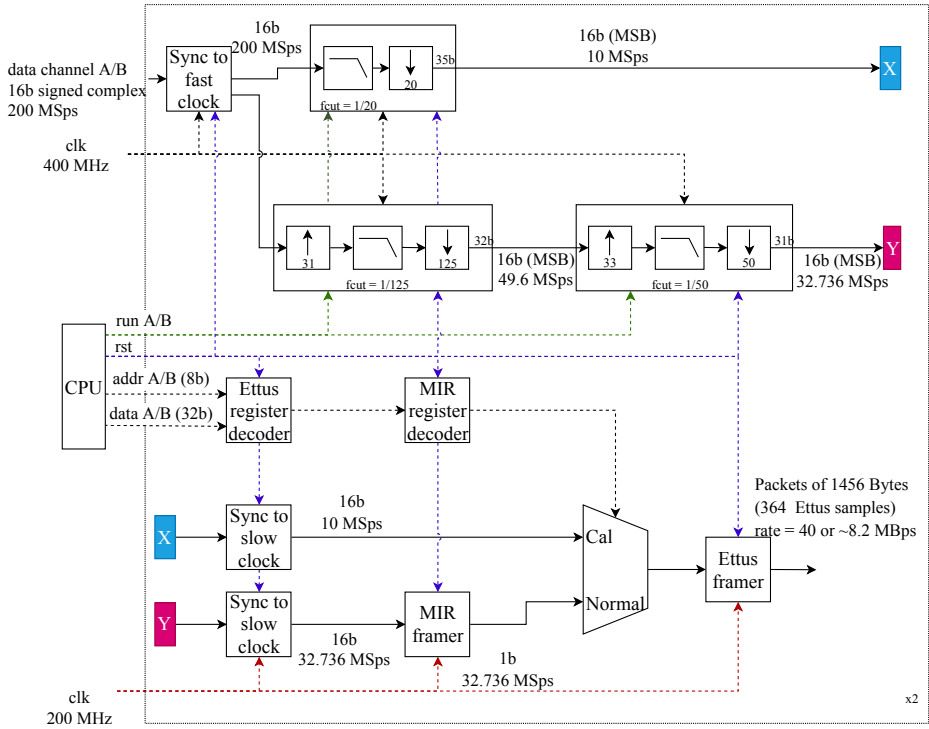 data channel A/B
16b signed complex
200 MSps
Sync to
fast
clock
16b
200 MSps
20
35b
fcut = 1/20
16b (MSB)
10 MSps
X
clk
400 MHz
31
125
32b
fcut = 1/125
16b (MSB)
49.6 MSps
33
50
31b
fcut = 1/50
16b (MSB)
32.736 MSps
Y
CPU
run A/B
rst
addr A/B (8b)
data A/B (32b)
Ettus
register
decoder
MIR
register
decoder
X
Sync to
slow
clock
16b
10 MSps
Cal
Normal
Packets of 1456 Bytes
(364 Ettus samples)
rate = 40 or ~8.2 MBps
Ettus
framer
Y
Sync to
slow
clock
16b
32.736 MSps
MIR
framer
1b
32.736 MSps
clk
200 MHz
x2